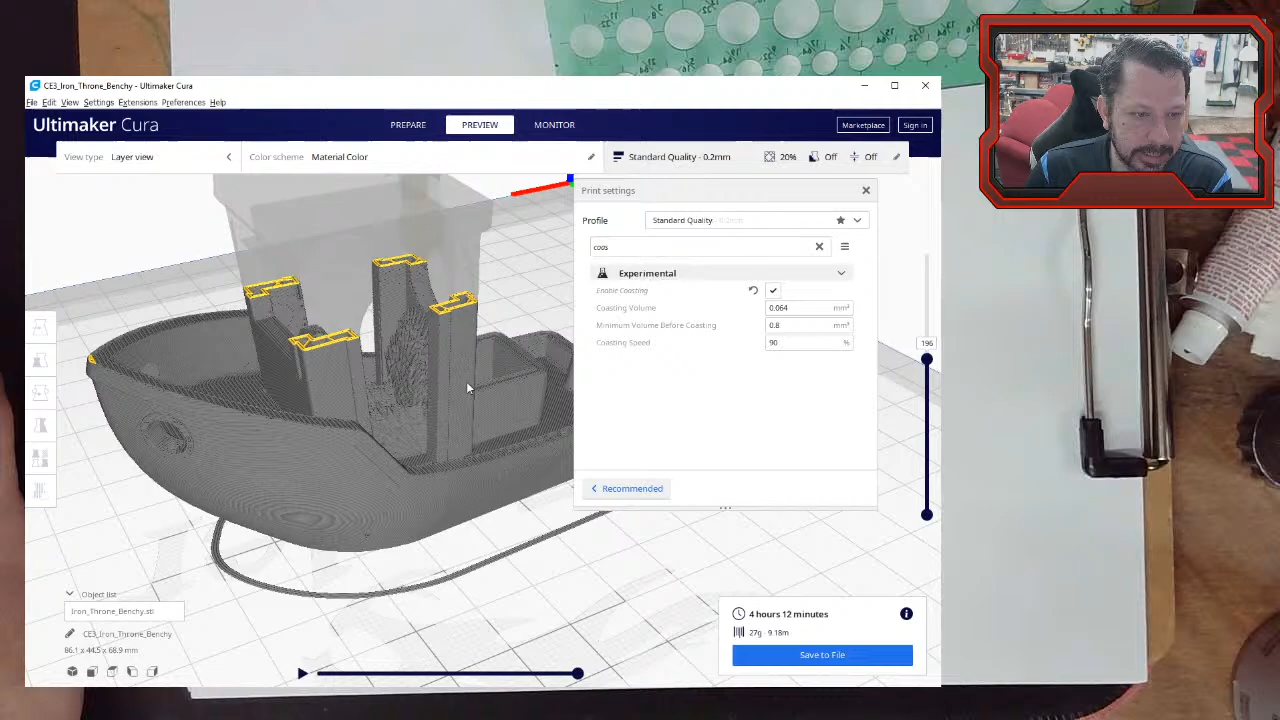 CE3_Iron_Throne_Benchy - Ultimaker Cura
File Edit View Settings Extensions Preferences Help
Ultimaker Cura
PREPARE
PREVIEW
MONITOR
Marketplace
Sign in
View type Layer view
Color scheme Material Color
Standard Quality - 0.2mm
20%
Off
Off
Print settings
Profile
Standard Quality - 0.2mm
coas
Experimental
Enable Coasting
Coasting Volume 0.064 mm³
Minimum Volume Before Coasting 0.8 mm³
Coasting Speed 90 %
196
Recommended
Object list
Iron_Throne_Benchy.stl
CE3_Iron_Throne_Benchy
86.1 x 44.5 x 68.9 mm
4 hours 12 minutes
27g · 9.18m
Save to File